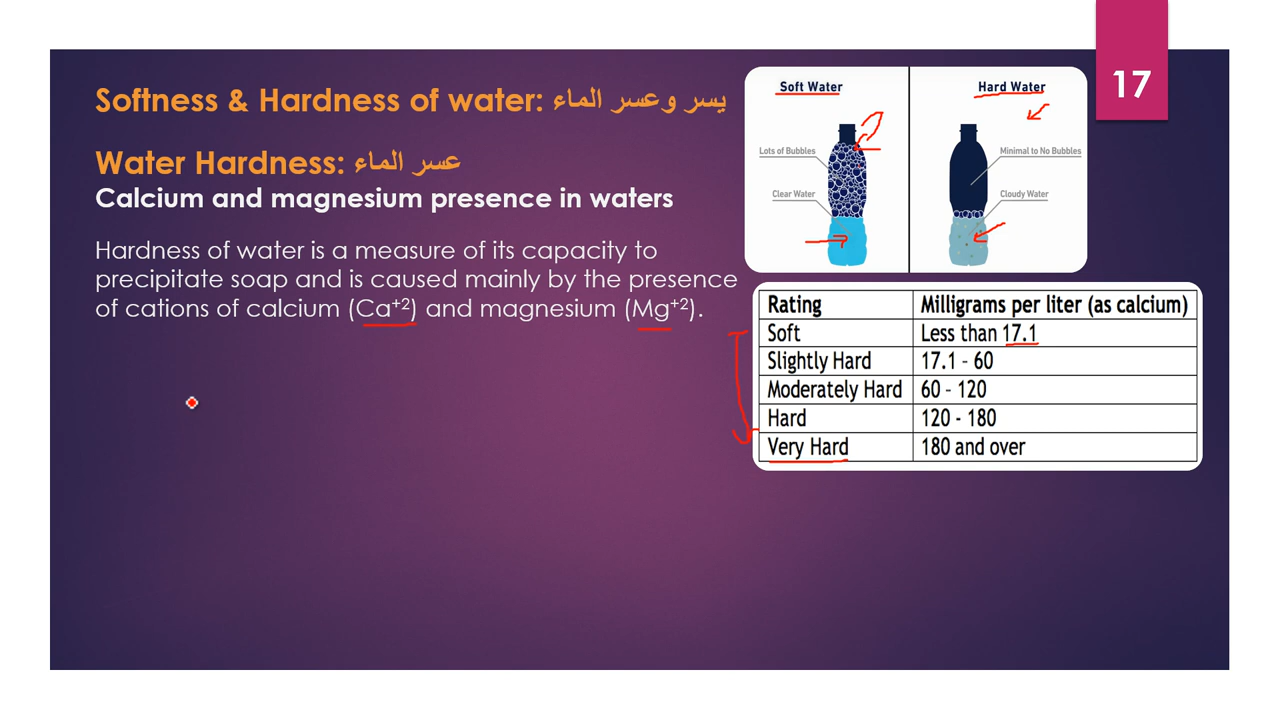 17
Softness & Hardness of water: يسر وعسر الماء
Water Hardness: عسر الماء
Calcium and magnesium presence in waters
Hardness of water is a measure of its capacity to
precipitate soap and is caused mainly by the presence
of cations of calcium (Ca+2) and magnesium (Mg+2).
Soft Water
Lots of Bubbles
Clear Water
Hard Water
Minimal to No Bubbles
Cloudy Water
Rating Milligrams per liter (as calcium)
Soft Less than 17.1
Slightly Hard 17.1 - 60
Moderately Hard 60 - 120
Hard 120 - 180
Very Hard 180 and over